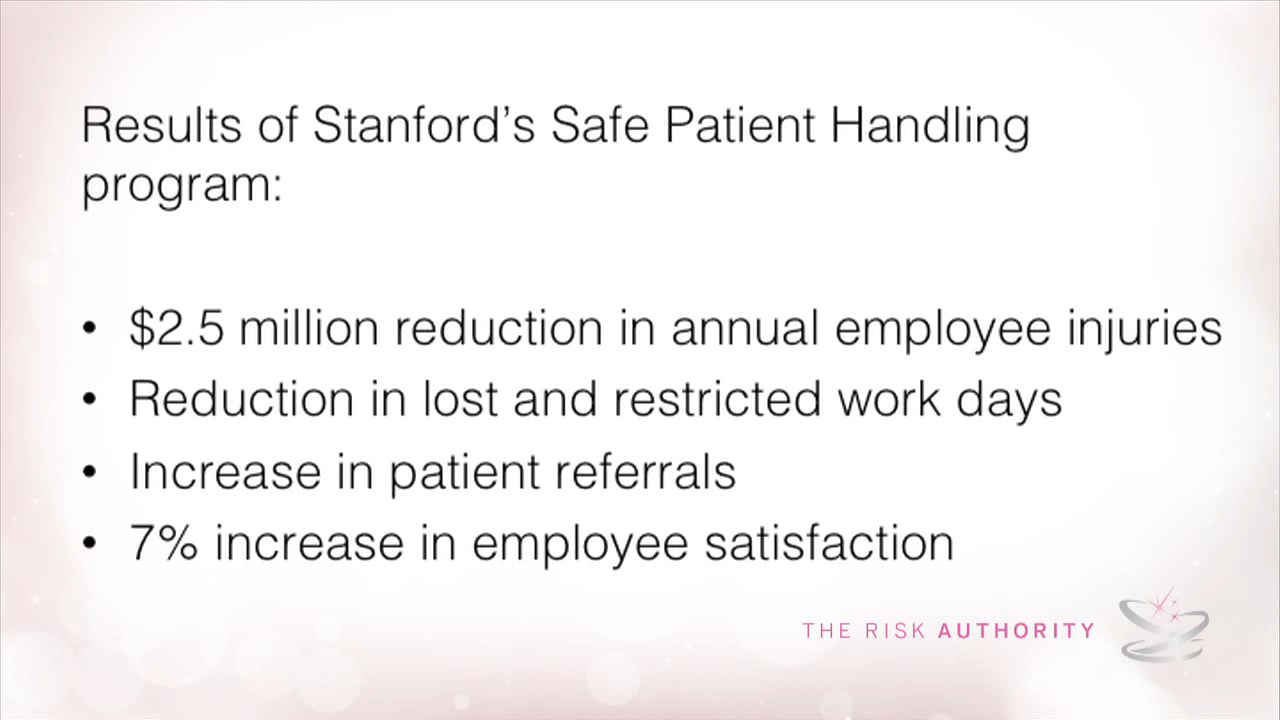 Results of Stanford’s Safe Patient Handling
program:
• $2.5 million reduction in annual employee injuries
• Reduction in lost and restricted work days
• Increase in patient referrals
• 7% increase in employee satisfaction
THE RISK AUTHORITY